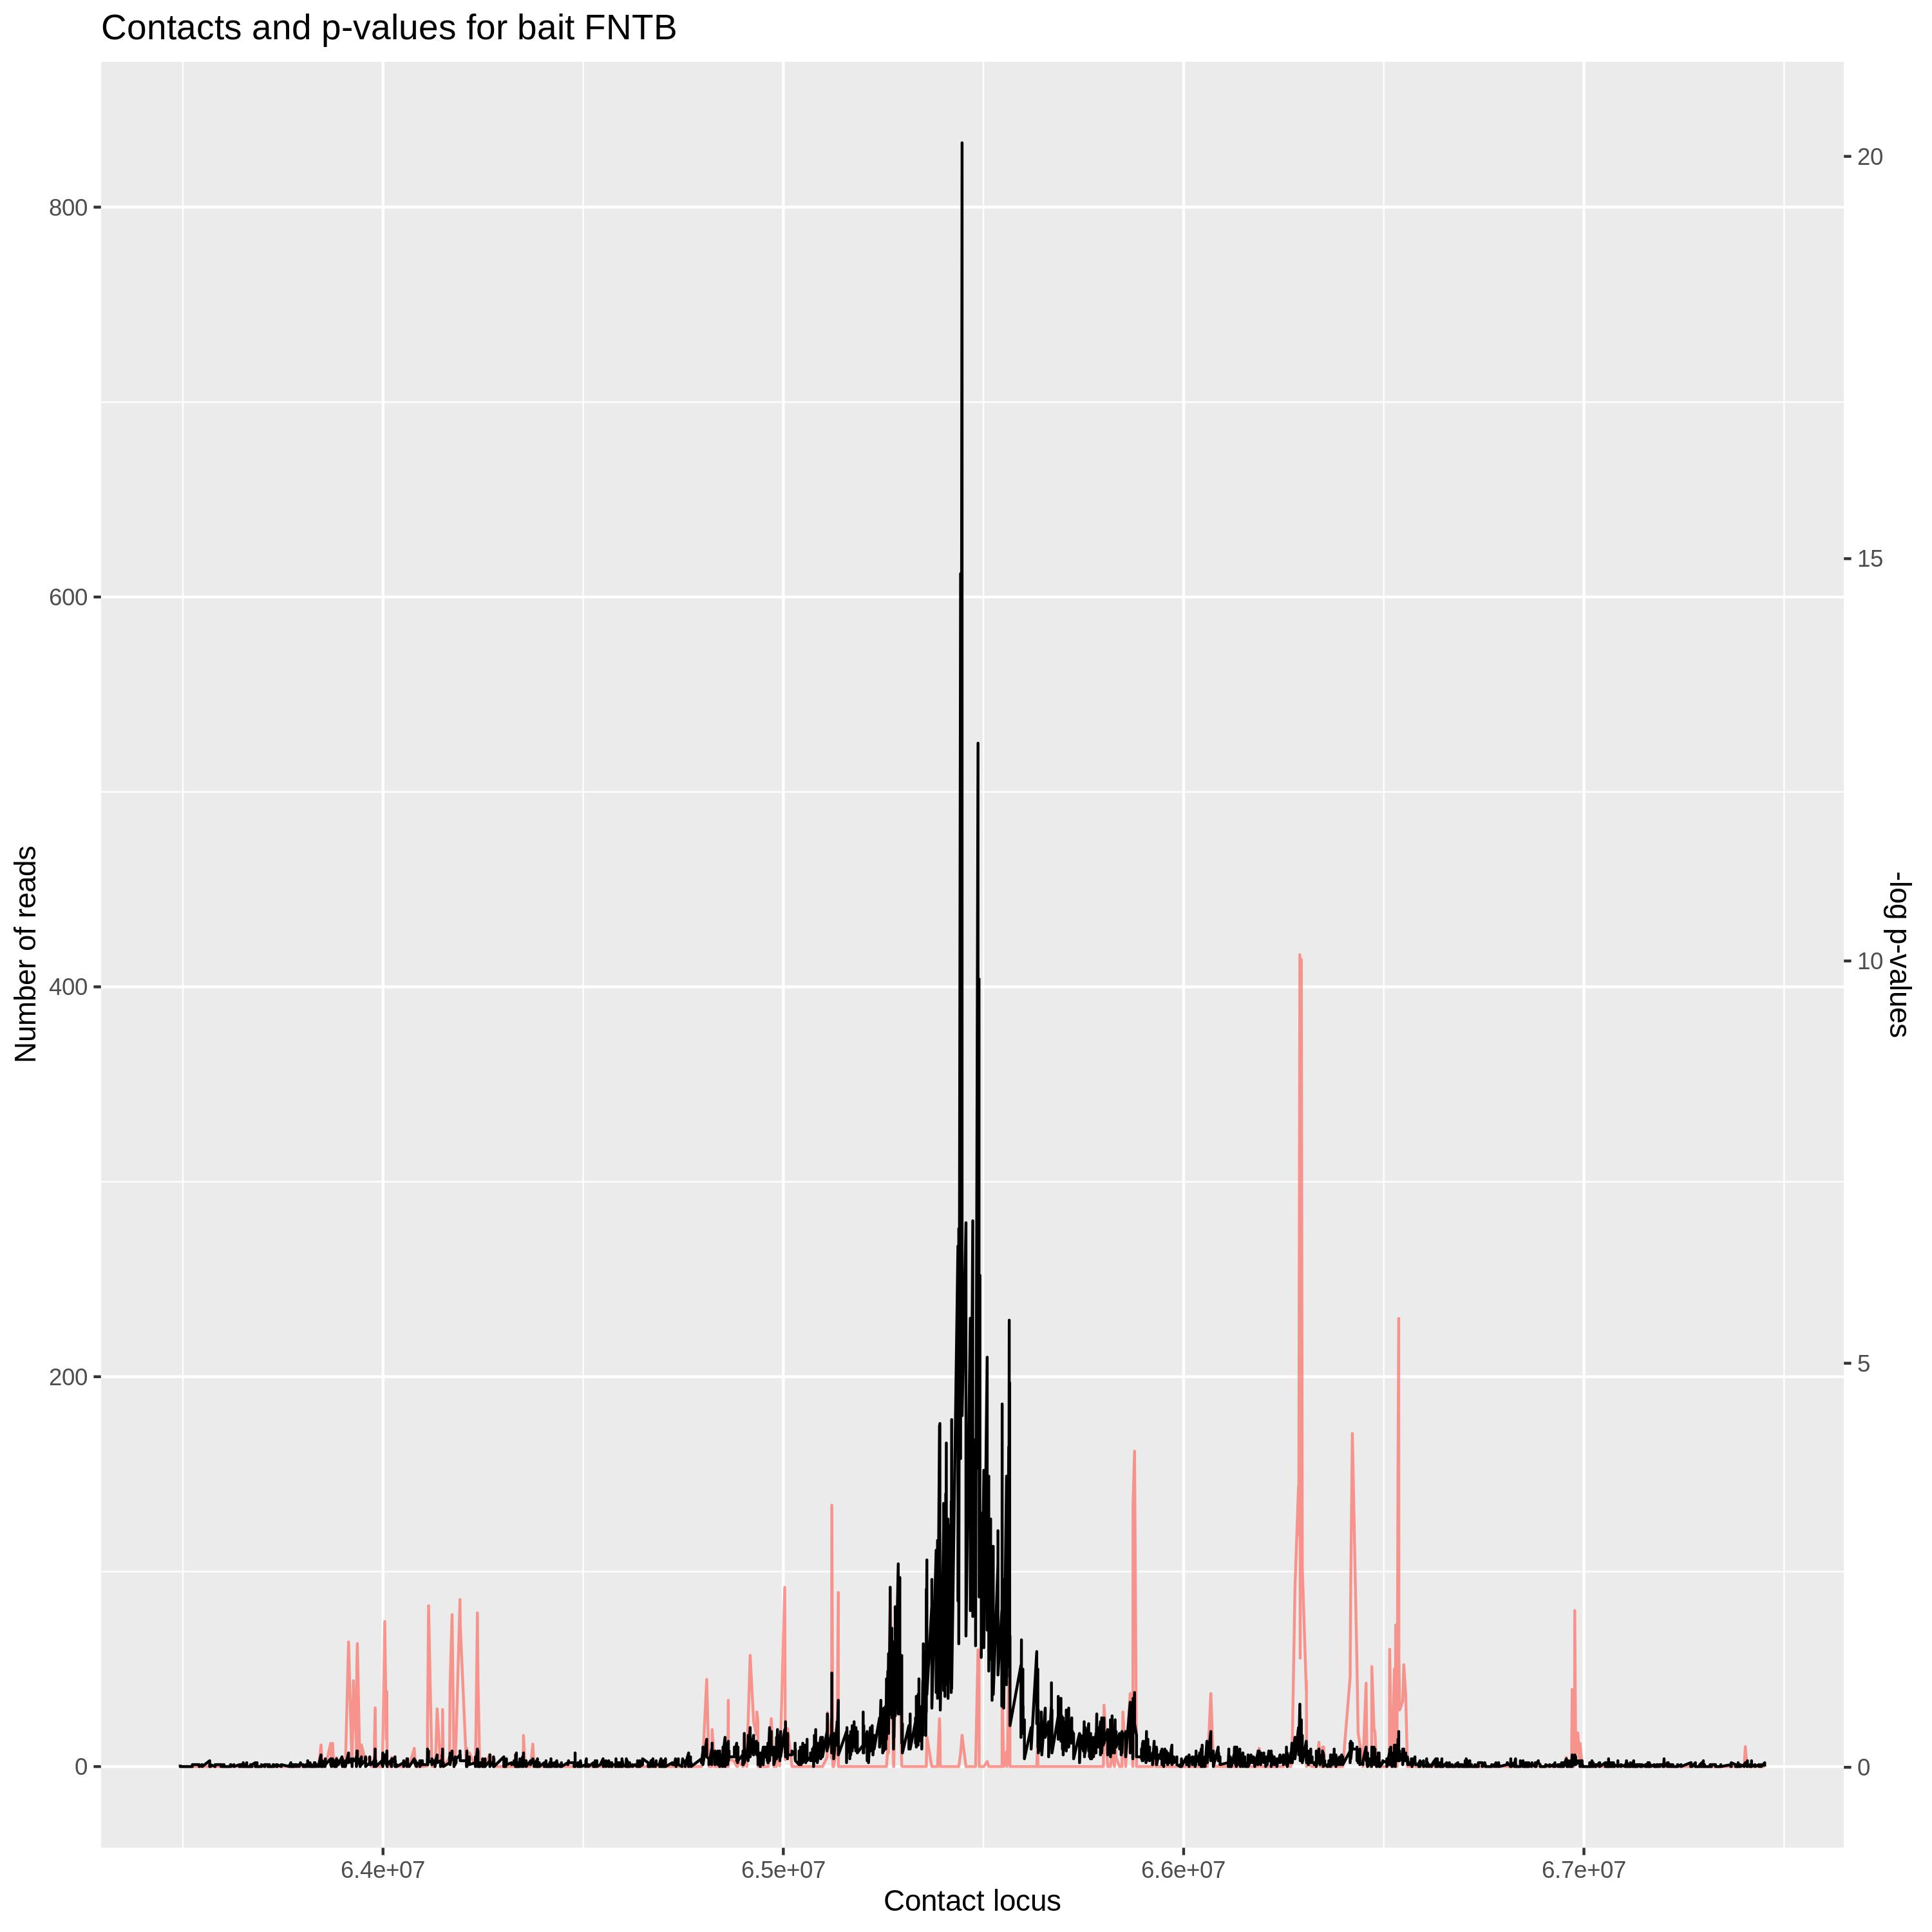 Contacts and p-values for bait FNTB
Number of reads
800
600
400
200
0
20
15
10
5
0
-log p-values
6.4e+07
6.5e+07
6.6e+07
6.7e+07
Contact locus